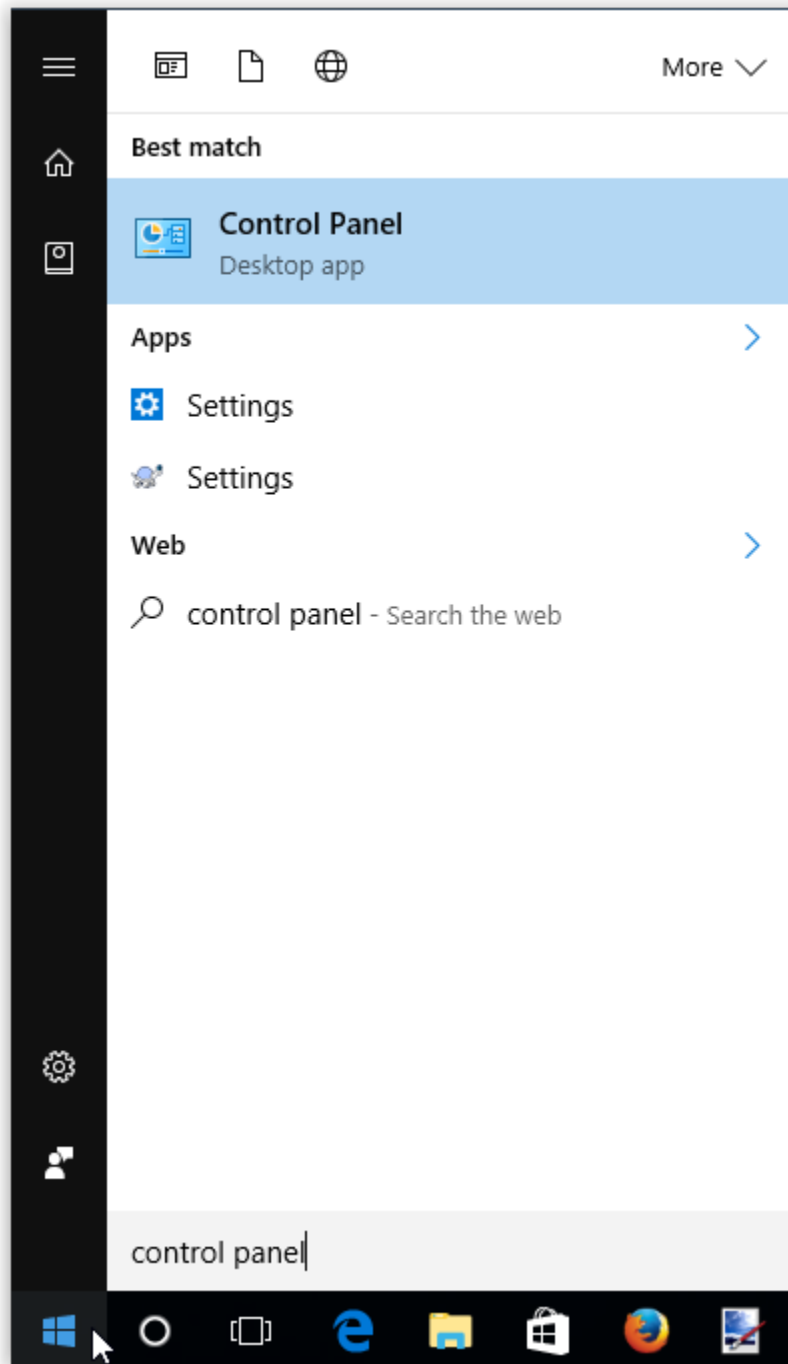 More
Best match
Control Panel
Desktop app
Apps
Settings
Settings
Web
control panel - Search the web
control panel